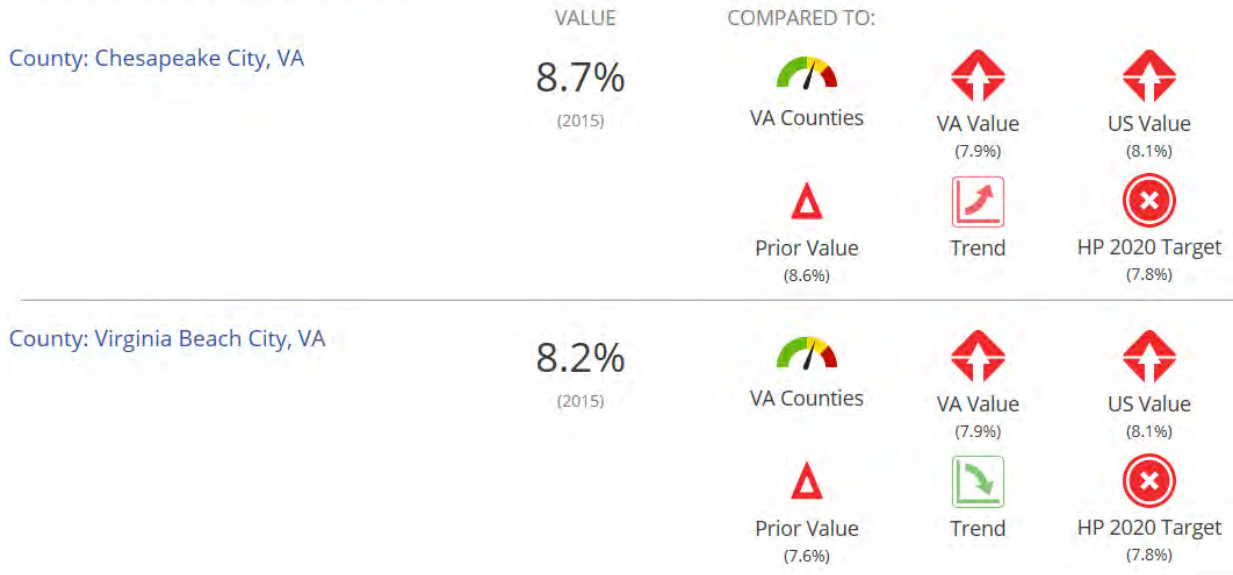 VALUE COMPARED TO:
County: Chesapeake City, VA
8.7%
(2015)
VA Counties
VA Value
(7.9%)
US Value
(8.1%)
Prior Value
(8.6%)
Trend
HP 2020 Target
(7.8%)
County: Virginia Beach City, VA
8.2%
(2015)
VA Counties
VA Value
(7.9%)
US Value
(8.1%)
Prior Value
(7.6%)
Trend
HP 2020 Target
(7.8%)